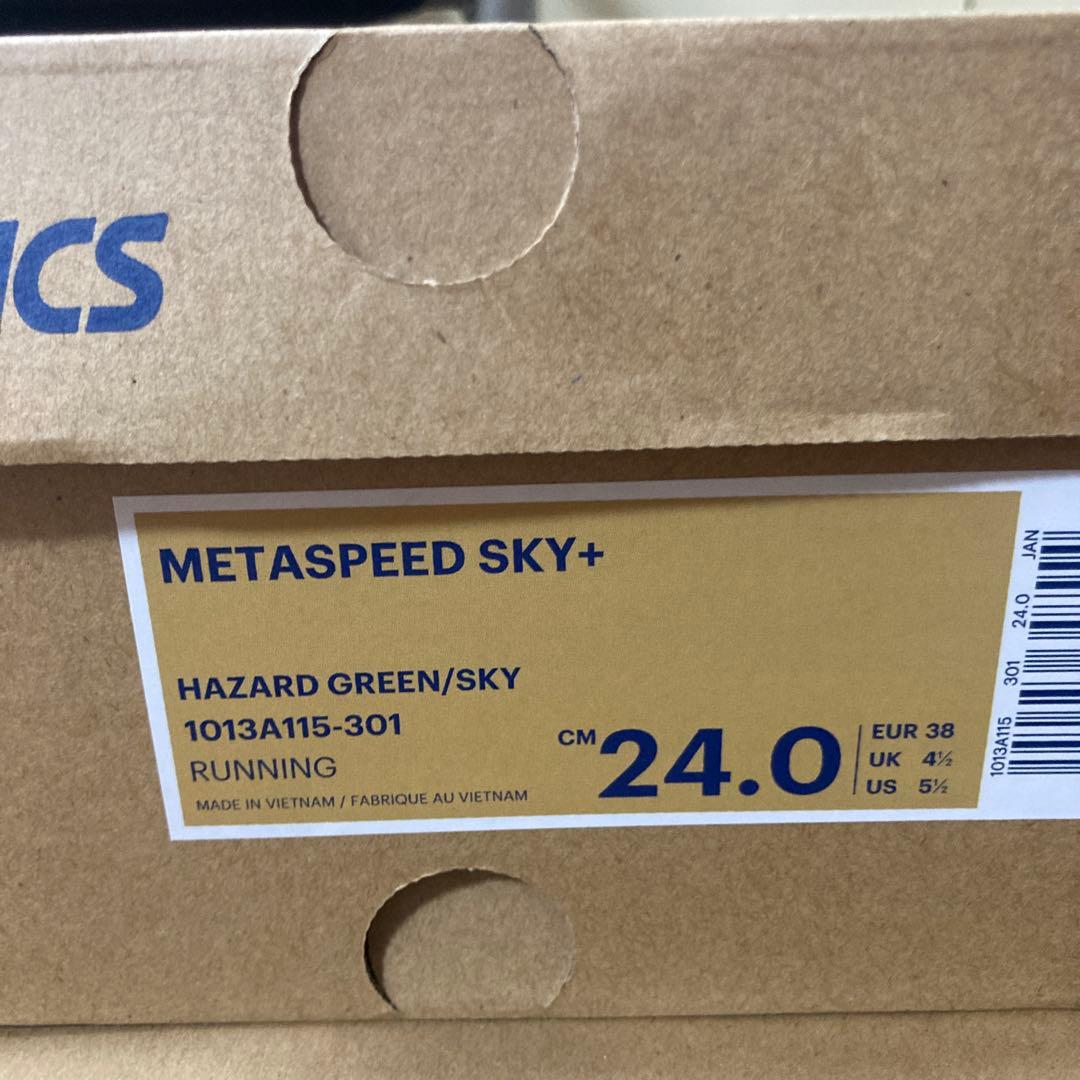 ICS
METASPEED SKY+
HAZARD GREEN/SKY
1013A115-301
RUNNING
MADE IN VIETNAM / FABRIQUE AU VIETNAM
CM 24.0
EUR 38
UK 4½
US 5½
1013A115 301 24.0 JAN